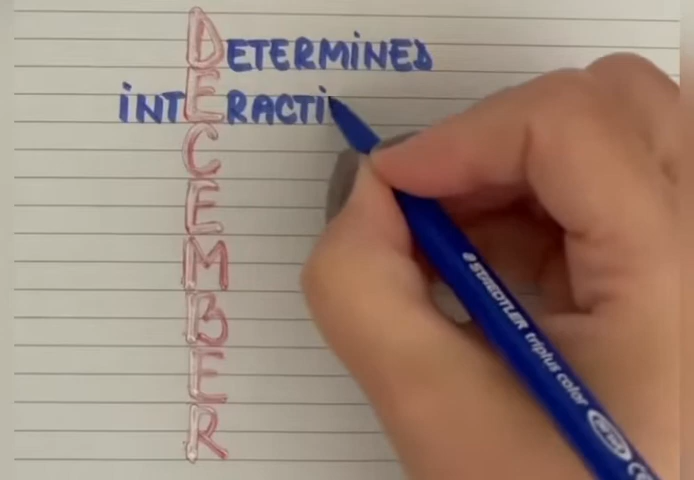 DETERMINED
iNTERACTi
C
E
M
B
E
R
STAEDTLER triplus color